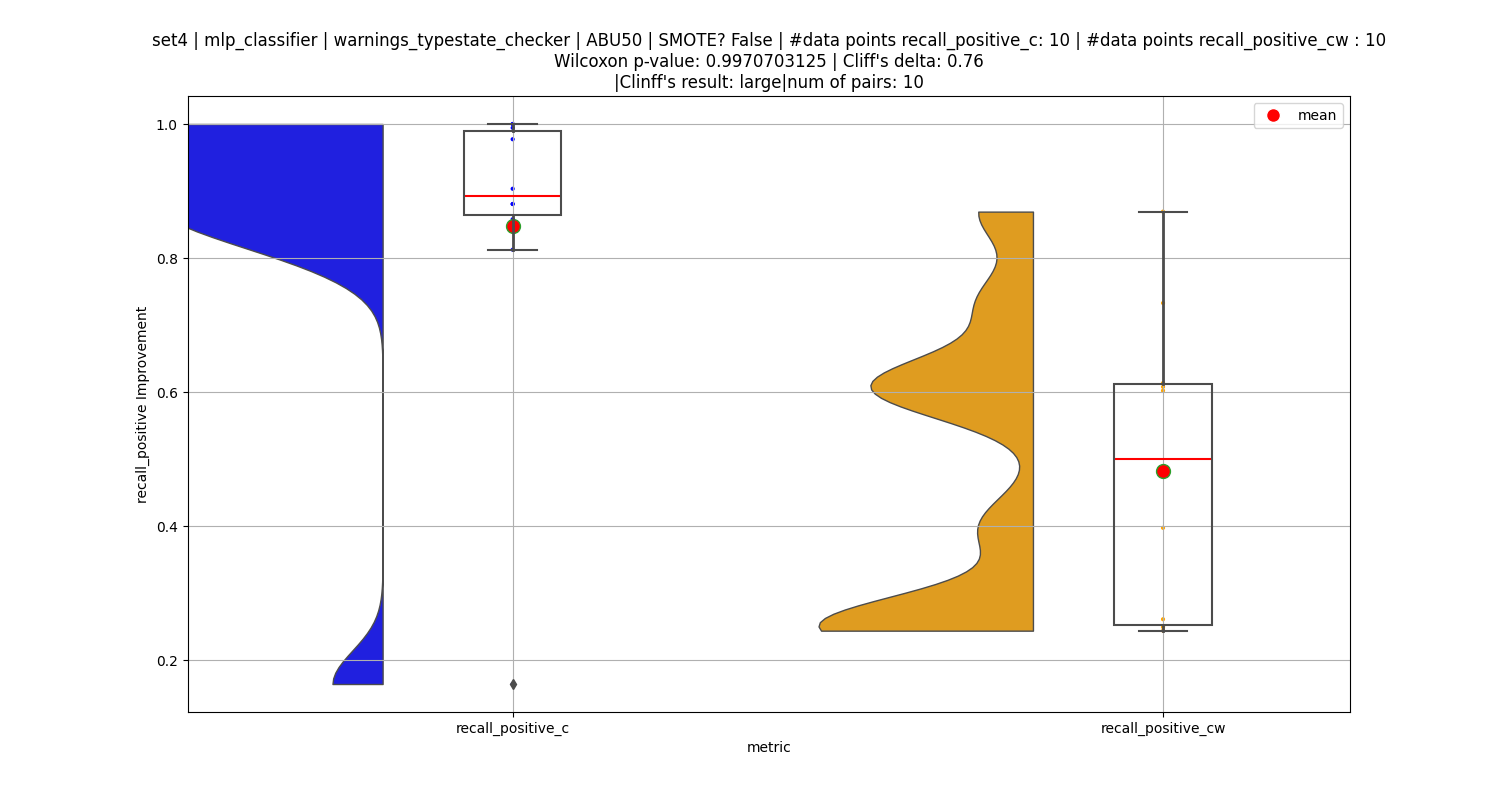 set4 | mlp_classifier | warnings_typestate_checker | ABU50 | SMOTE? False | #data points recall_positive_c: 10 | #data points recall_positive_cw : 10
Wilcoxon p-value: 0.9970703125 | Cliff's delta: 0.76
|Clinff's result: large|num of pairs: 10
mean
1.0
0.8
0.6
0.4
0.2
recall_positive Improvement
recall_positive_c
recall_positive_cw
metric